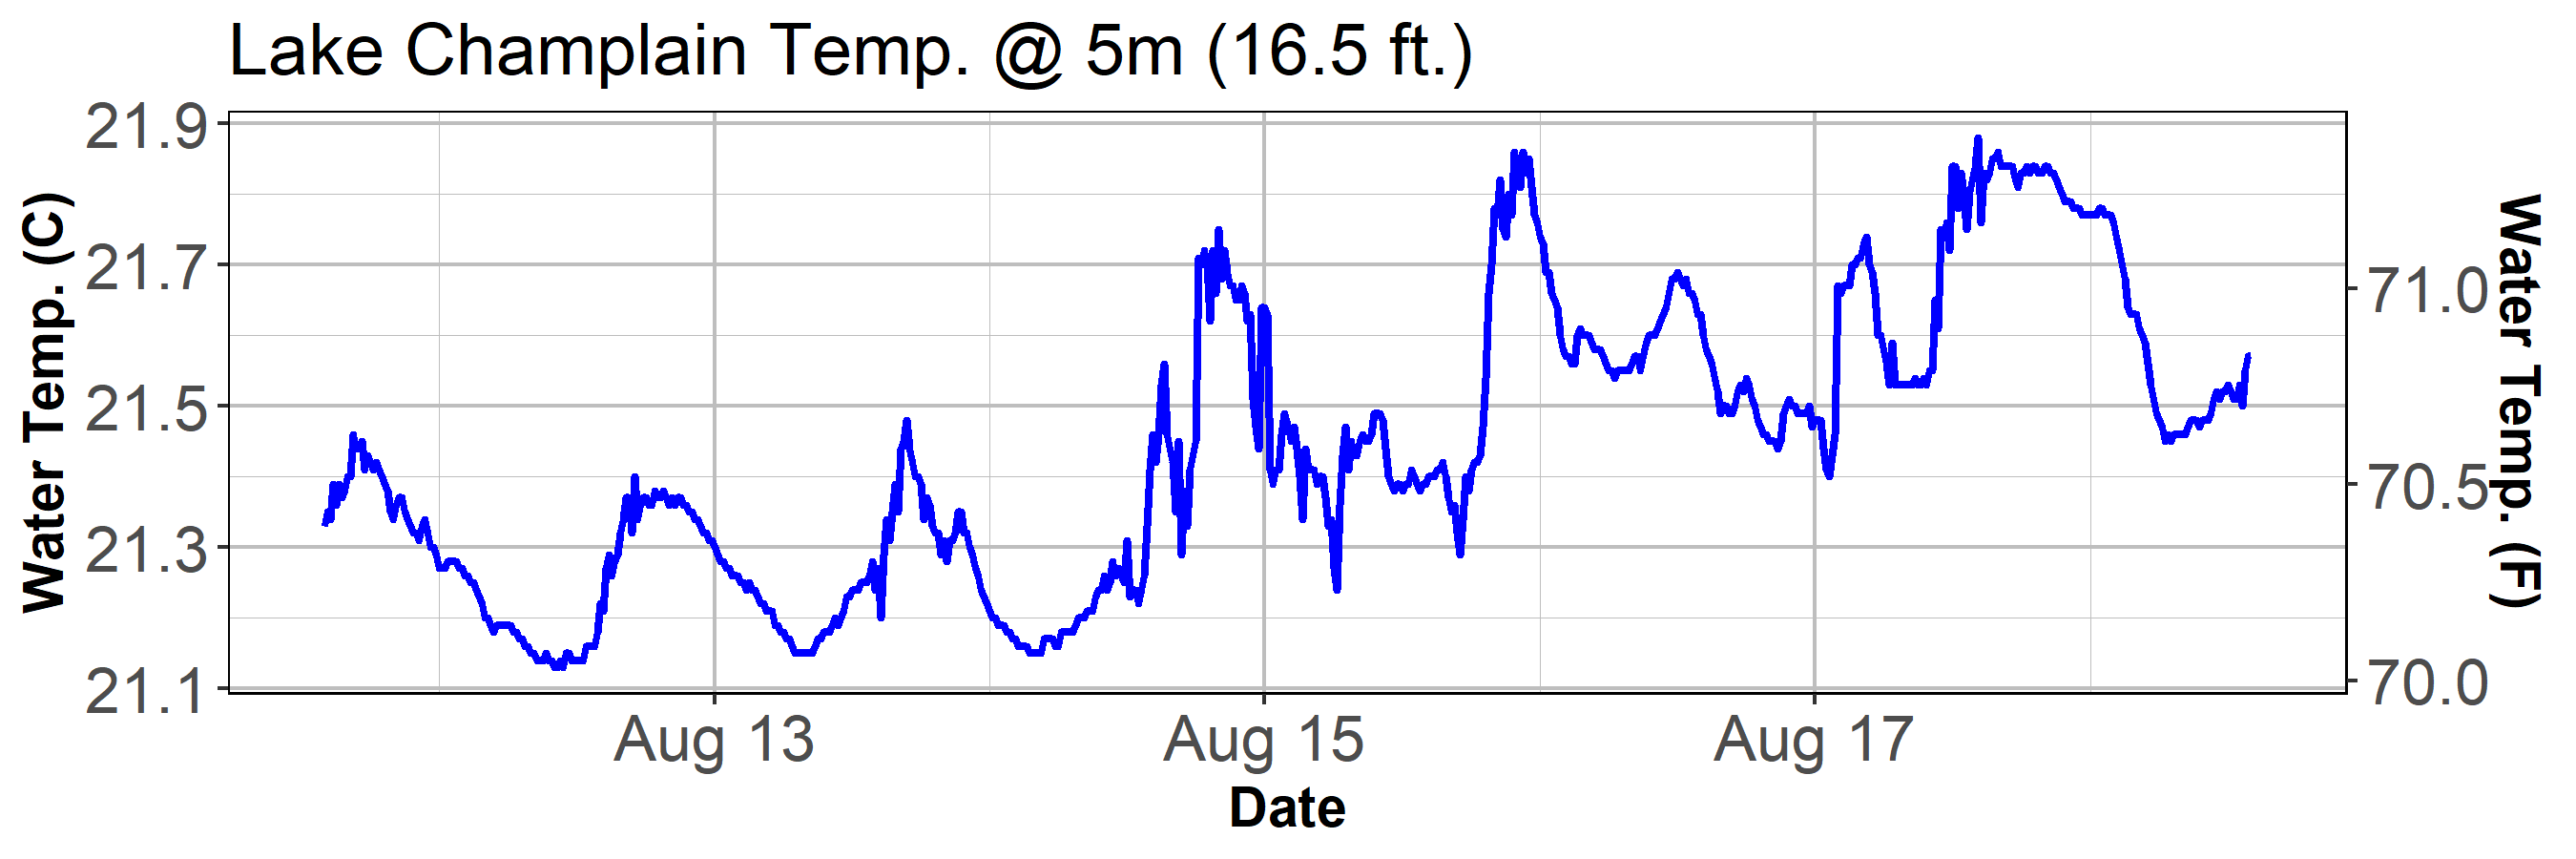 Lake Champlain Temp. @ 5m (16.5 ft.)
Water Temp. (C)
21.9
21.7
21.5
21.3
21.1
71.0
70.5
70.0
Water Temp. (F)
Aug 13
Aug 15
Aug 17
Date